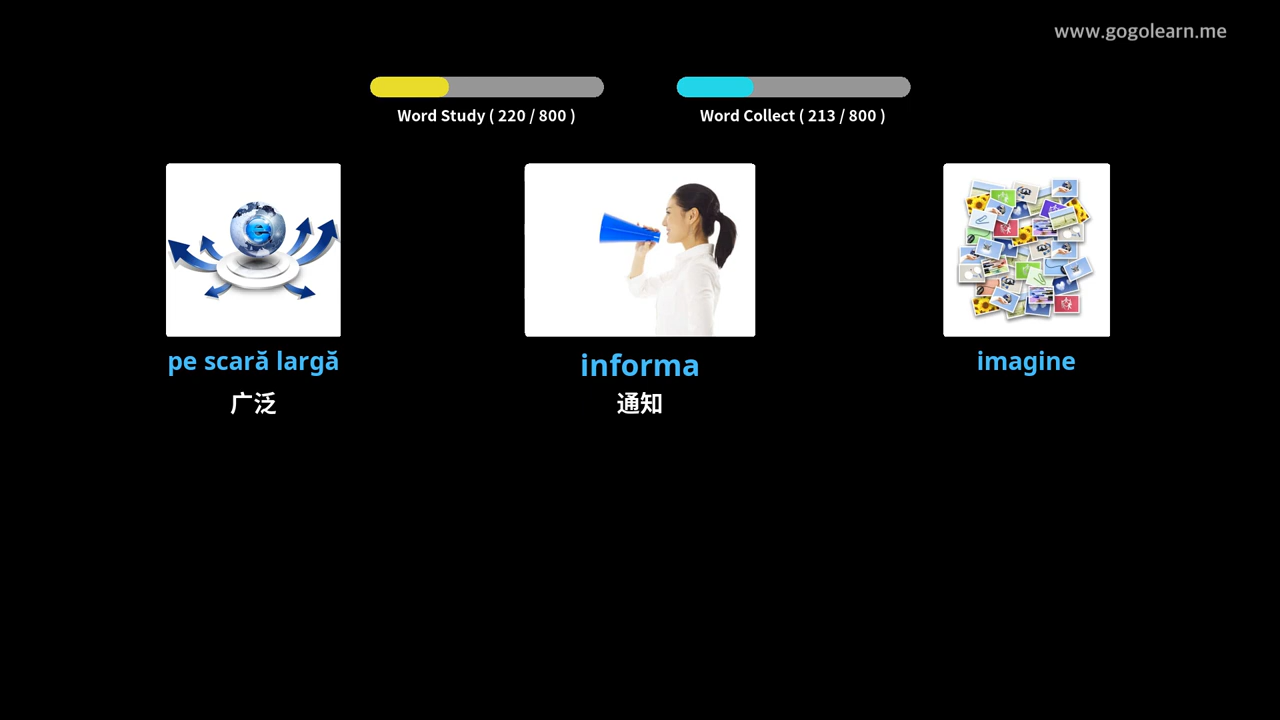 www.gogolearn.me
Word Study ( 220 / 800 )
Word Collect ( 213 / 800 )
e
pe scară largă
informa
imagine
广泛
通知